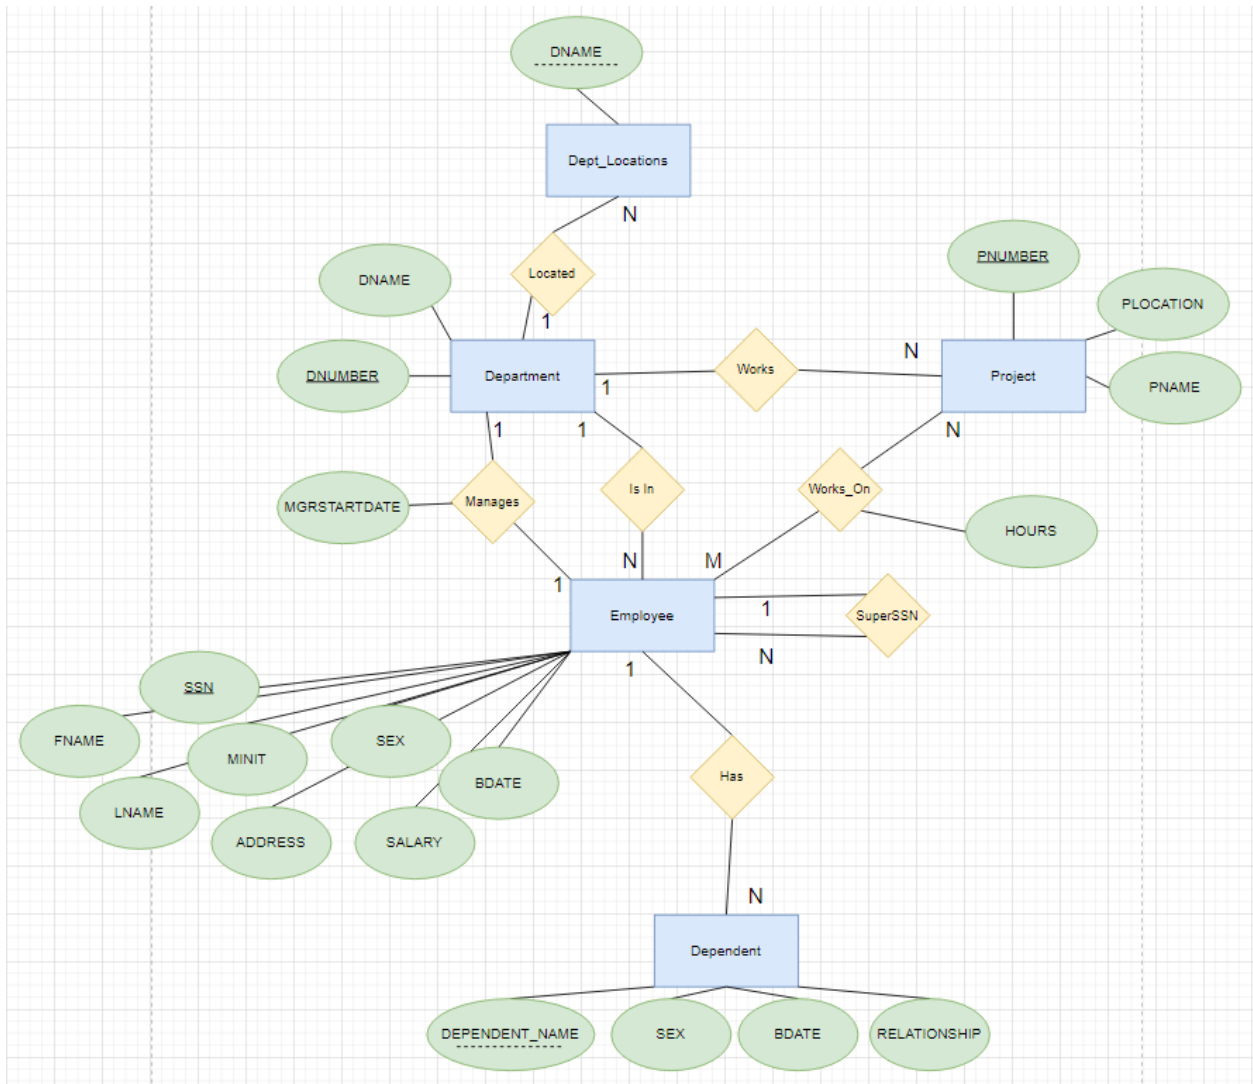 DNAME
Dept_Locations
N
Located
1
DNAME
DNUMBER
Department
1
Works
N
PNUMBER
PLOCATION
Project
PNAME
1
1
N
MGRSTARTDATE
Manages
Is In
Works_On
HOURS
1
N
M
Employee
1
SuperSSN
N
1
SSN
FNAME
MINIT
SEX
BDATE
LNAME
ADDRESS
SALARY
Has
N
Dependent
DEPENDENT_NAME
SEX
BDATE
RELATIONSHIP